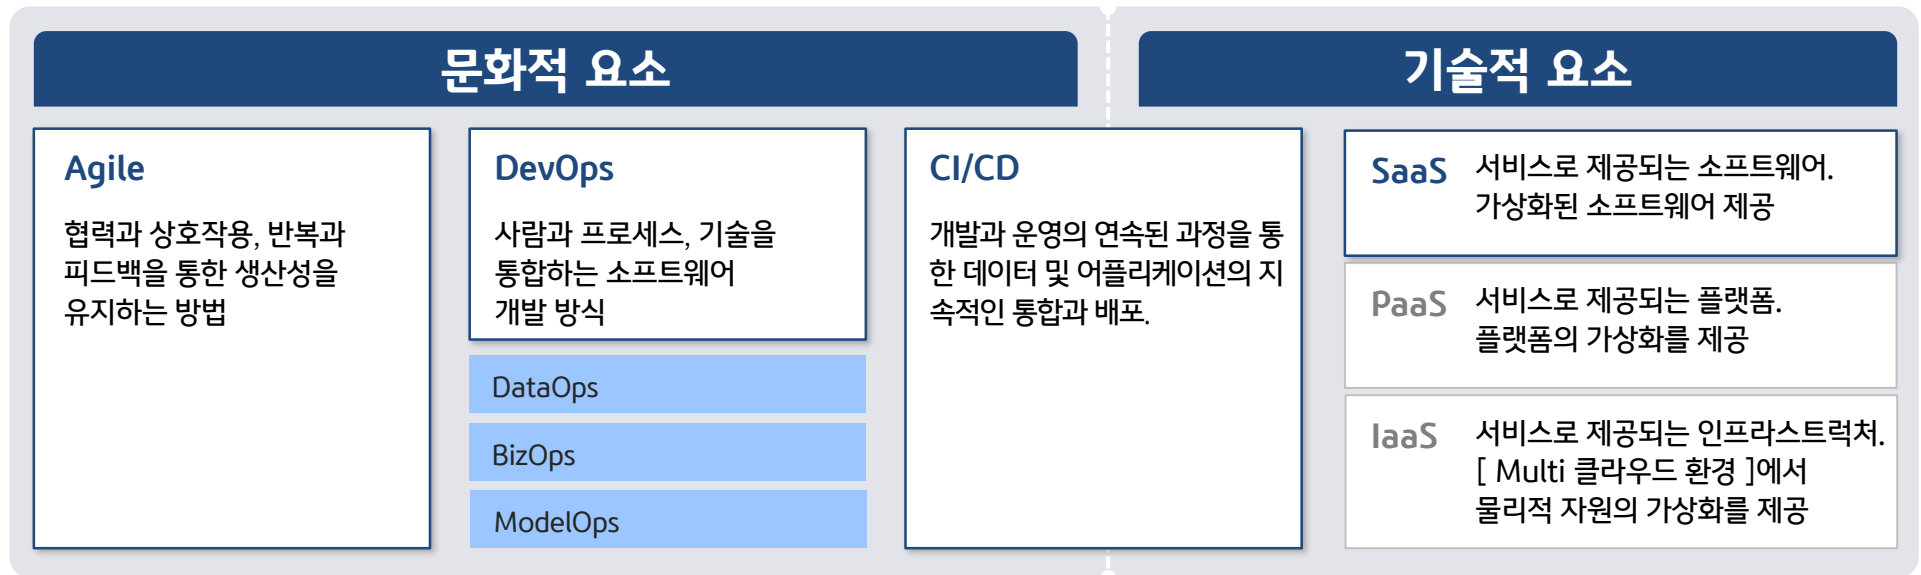 문화적 요소
기술적 요소
Agile
협력과 상호작용, 반복과
피드백을 통한 생산성을
유지하는 방법
DevOps
사람과 프로세스, 기술을
통합하는 소프트웨어
개발 방식
DataOps
BizOps
ModelOps
CI/CD
개발과 운영의 연속된 과정을 통
한 데이터 및 어플리케이션의 지
속적인 통합과 배포.
SaaS
서비스로 제공되는 소프트웨어.
가상화된 소프트웨어 제공
PaaS
서비스로 제공되는 플랫폼.
플랫폼의 가상화를 제공
IaaS
서비스로 제공되는 인프라스트럭처.
[ Multi 클라우드 환경 ]에서
물리적 자원의 가상화를 제공